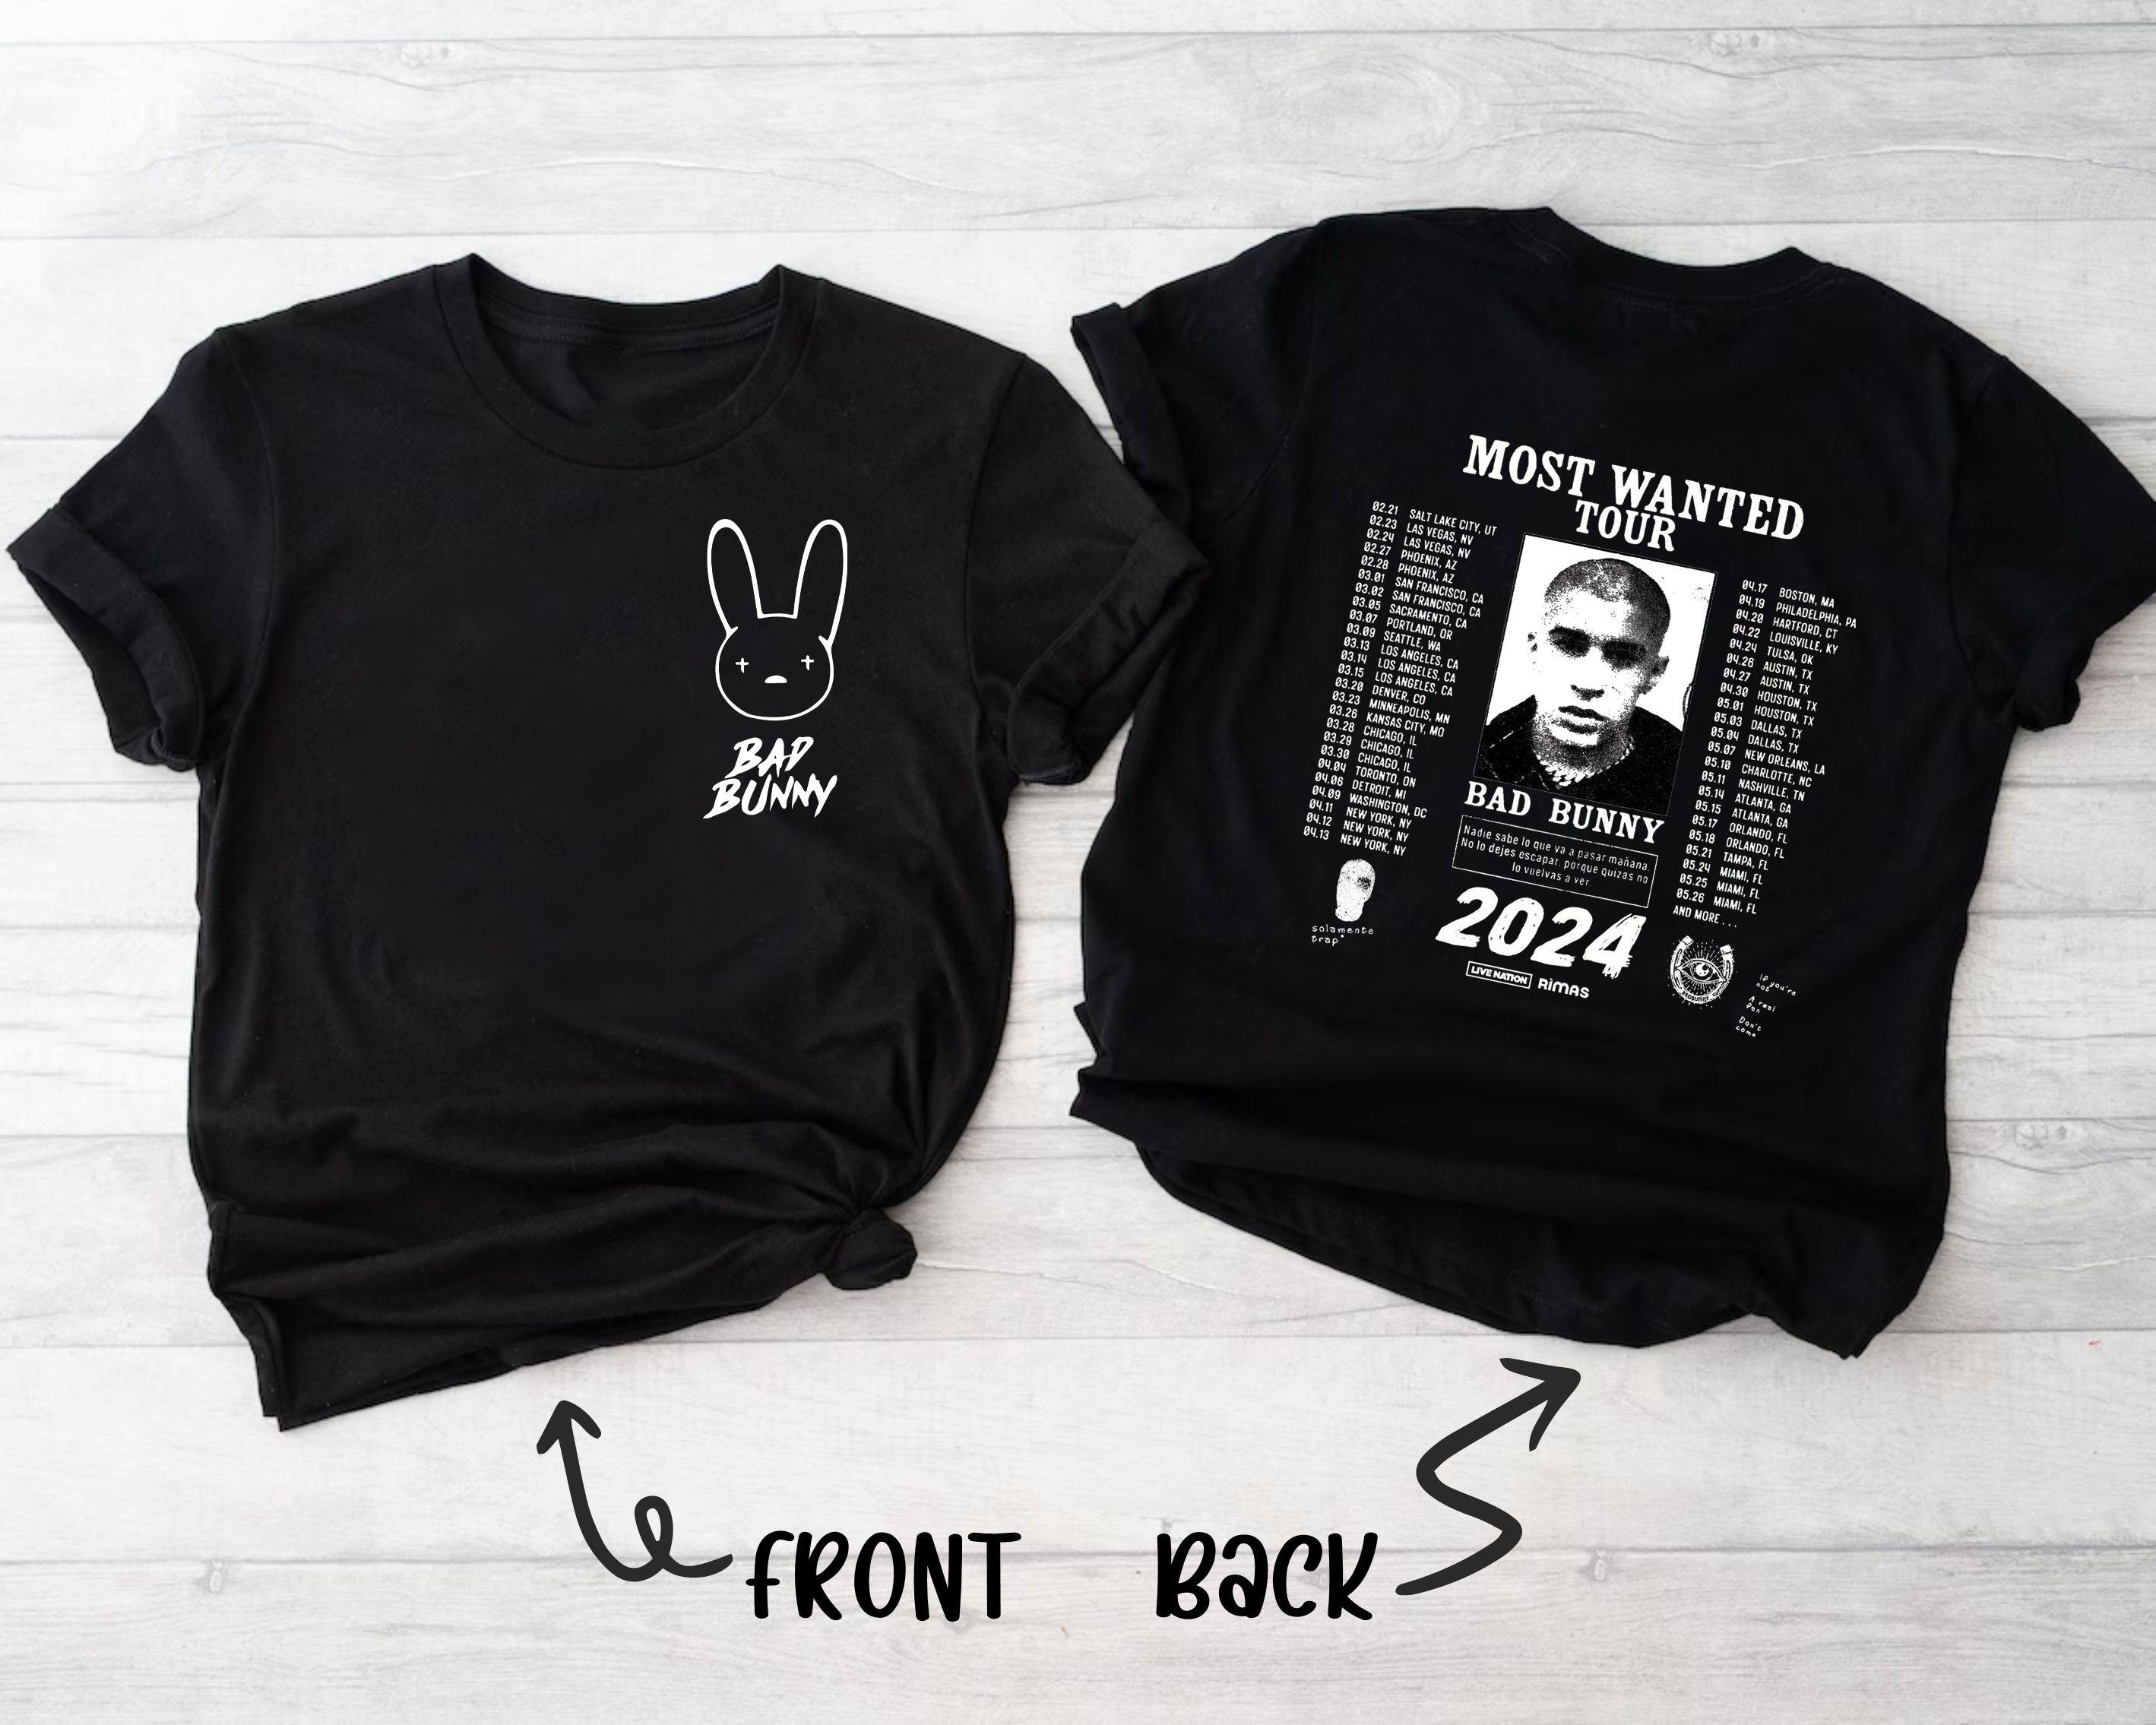 BAD
BUNNY
MOST WANTED
TOUR
02.21 SALT LAKE CITY, UT
02.23 LAS VEGAS, NV
02.24 LAS VEGAS, NV
02.27 PHOENIX, AZ
02.28 PHOENIX, AZ
03.01 SAN FRANCISCO, CA
03.02 SAN FRANCISCO, CA
03.05 SACRAMENTO, CA
03.07 PORTLAND, OR
03.09 SEATTLE, WA
03.13 LOS ANGELES, CA
03.14 LOS ANGELES, CA
03.15 LOS ANGELES, CA
03.20 DENVER, CO
03.23 MINNEAPOLIS, MN
03.26 KANSAS CITY, MO
03.28 CHICAGO, IL
03.29 CHICAGO, IL
03.30 CHICAGO, IL
04.04 TORONTO, ON
04.06 DETROIT, MI
04.09 WASHINGTON, DC
04.11 NEW YORK, NY
04.12 NEW YORK, NY
04.13 NEW YORK, NY
solamente
trap
BAD BUNNY
Nadie sabe lo que va a pasar mañana.
No lo dejes escapar, porque quizas no
lo vuelvas a ver.
2024
LIVE NATION RiMAS
04.17 BOSTON, MA
04.19 PHILADELPHIA, PA
04.20 HARTFORD, CT
04.22 LOUISVILLE, KY
04.24 TULSA, OK
04.26 AUSTIN, TX
04.27 AUSTIN, TX
04.30 HOUSTON, TX
05.01 HOUSTON, TX
05.03 DALLAS, TX
05.04 DALLAS, TX
05.07 NEW ORLEANS, LA
05.10 CHARLOTTE, NC
05.11 NASHVILLE, TN
05.14 ATLANTA, GA
05.15 ATLANTA, GA
05.17 ORLANDO, FL
05.18 ORLANDO, FL
05.21 TAMPA, FL
05.24 MIAMI, FL
05.25 MIAMI, FL
05.26 MIAMI, FL
AND MORE . . .
you're
not
A real
Fan
Don't
come
FRONT BACK